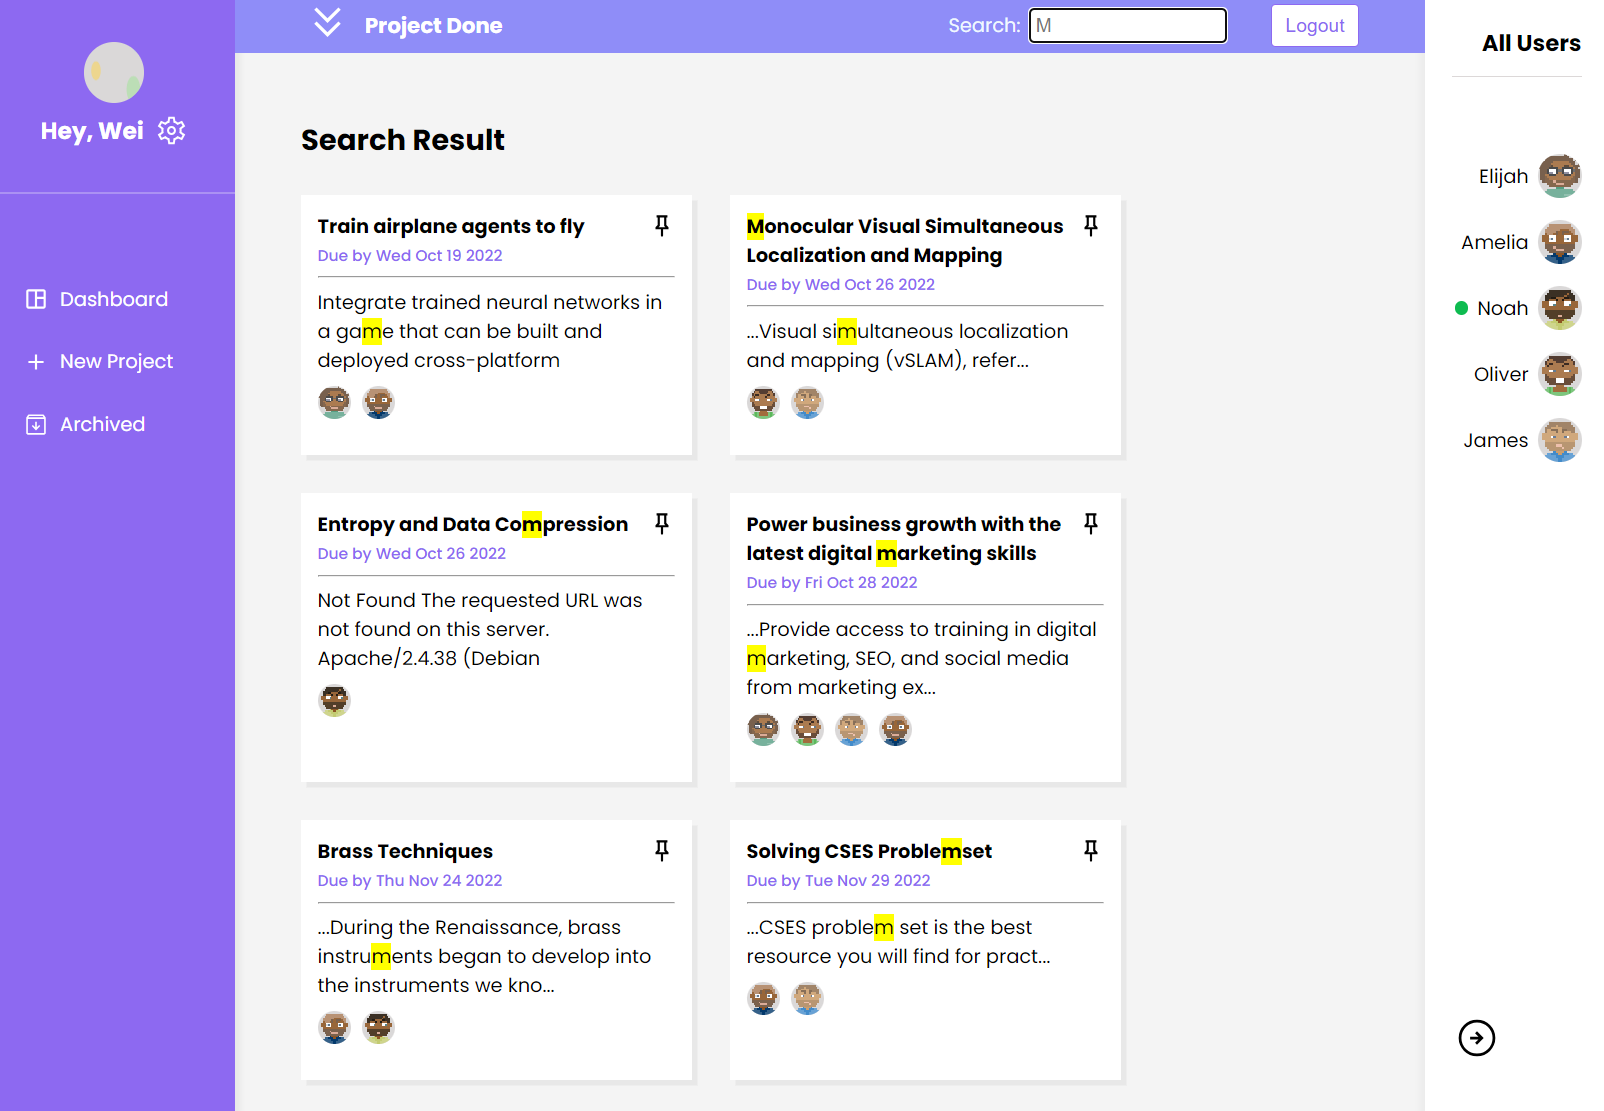 Hey, Wei
Dashboard
New Project
Archived
Project Done
Search: M
Logout
Search Result
Train airplane agents to fly
Due by Wed Oct 19 2022
Integrate trained neural networks in
a game that can be built and
deployed cross-platform
Monocular Visual Simultaneous
Localization and Mapping
Due by Wed Oct 26 2022
...Visual simultaneous localization
and mapping (vSLAM), refer...
Entropy and Data Compression
Due by Wed Oct 26 2022
Not Found The requested URL was
not found on this server.
Apache/2.4.38 (Debian
Power business growth with the
latest digital marketing skills
Due by Fri Oct 28 2022
...Provide access to training in digital
marketing, SEO, and social media
from marketing ex...
Brass Techniques
Due by Thu Nov 24 2022
...During the Renaissance, brass
instruments began to develop into
the instruments we kno...
Solving CSES Problemset
Due by Tue Nov 29 2022
...CSES problem set is the best
resource you will find for pract...
All Users
Elijah
Amelia
Noah
Oliver
James